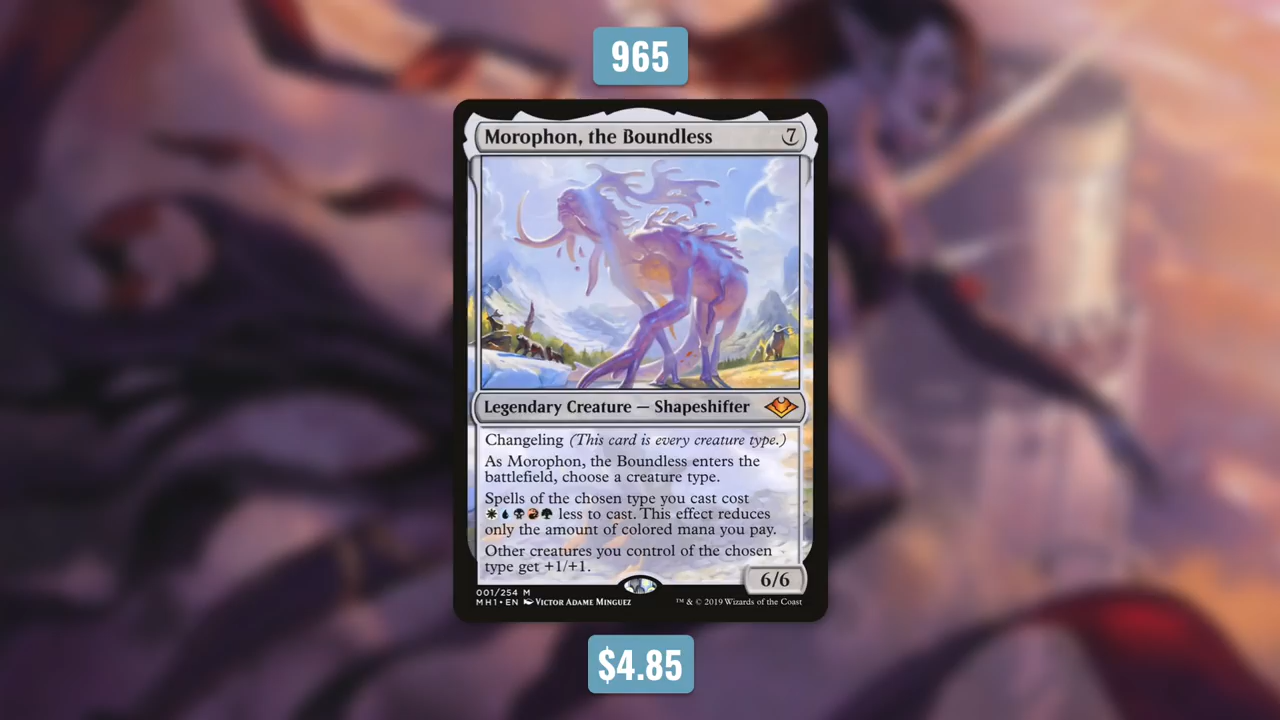 965
Morophon, the Boundless 7
Legendary Creature — Shapeshifter
Changeling (This card is every creature type.)
As Morophon, the Boundless enters the
battlefield, choose a creature type.
Spells of the chosen type you cast cost
less to cast. This effect reduces
only the amount of colored mana you pay.
Other creatures you control of the chosen
type get +1/+1.
6/6
001/254 M
MH1 • EN Victor Adame Minguez
™ & © 2019 Wizards of the Coast
$4.85